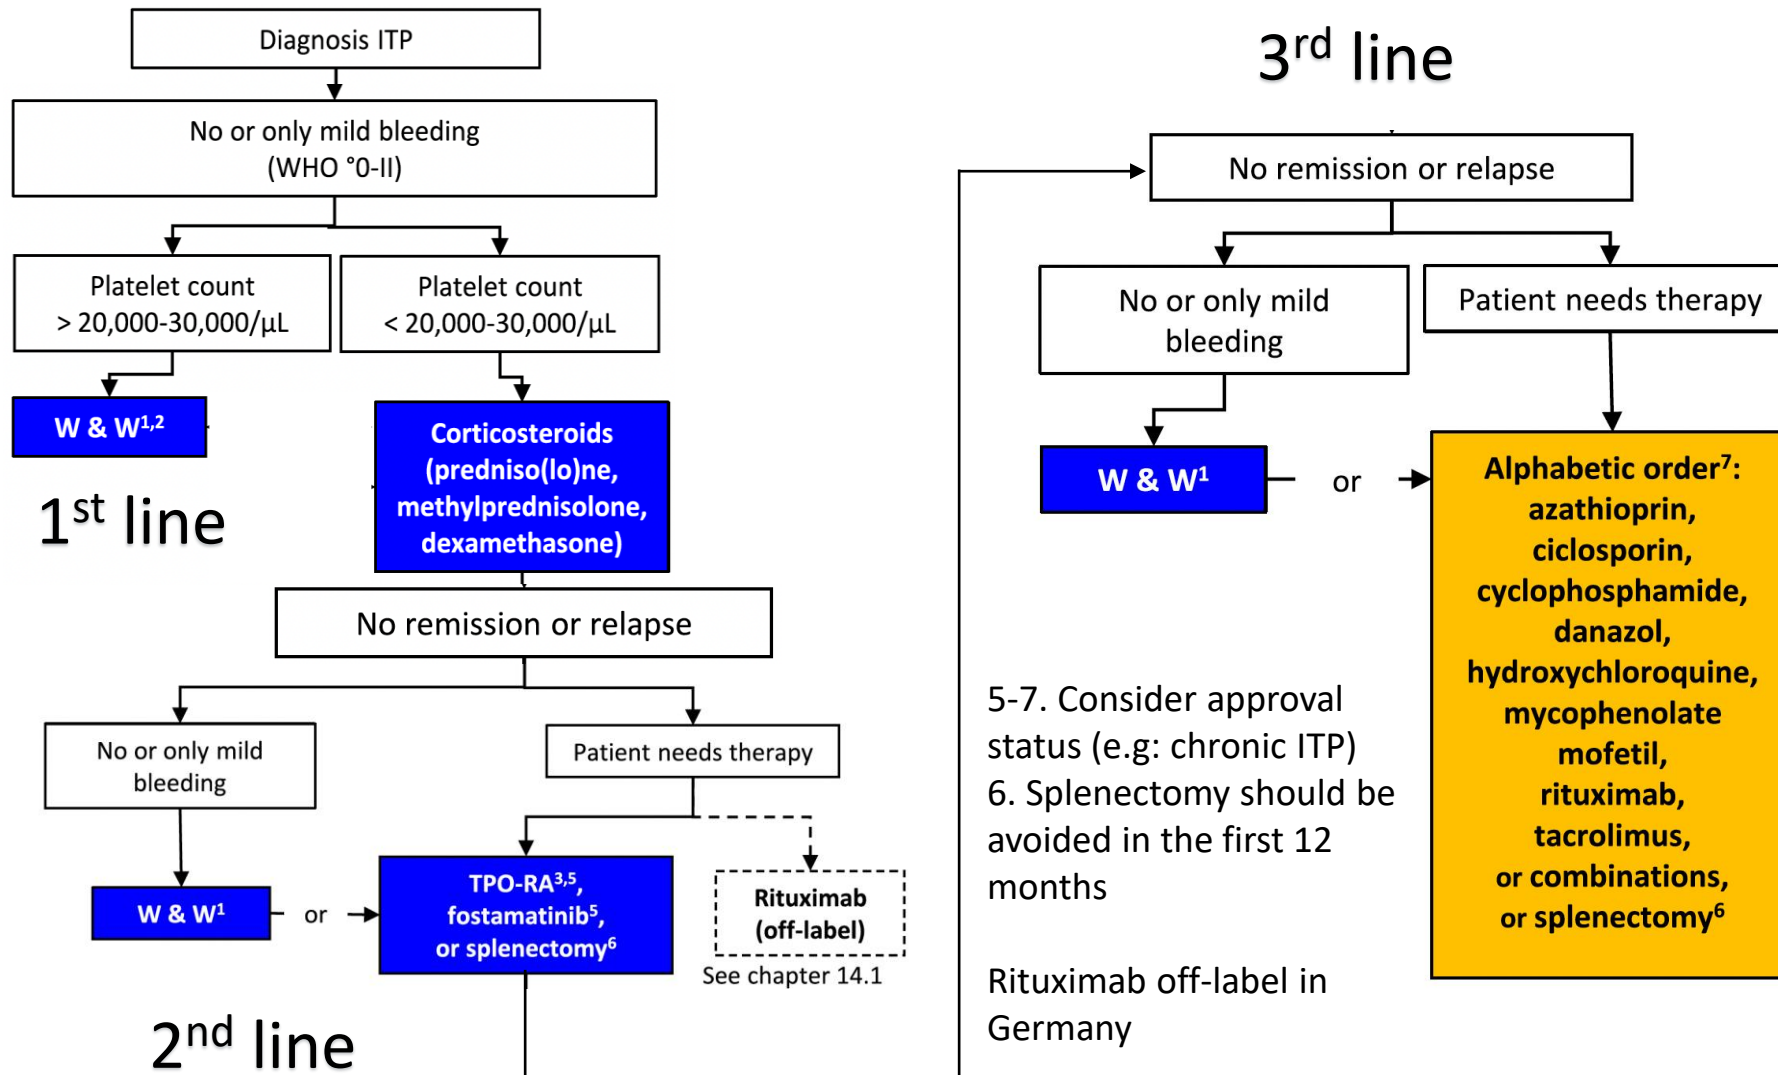 Diagnosis ITP
No or only mild bleeding
(WHO °0-II)
Platelet count
> 20,000-30,000/µL
Platelet count
< 20,000-30,000/µL
W & W1,2
Corticosteroids
(predniso(lo)ne,
methylprednisolone,
dexamethasone)
1st line
No remission or relapse
No or only mild
bleeding
Patient needs therapy
W & W1
or
TPO-RA3,5,
fostamatinib5,
or splenectomy6
Rituximab
(off-label)
See chapter 14.1
2nd line
3rd line
No remission or relapse
No or only mild
bleeding
Patient needs therapy
W & W1
or
Alphabetic order7:
azathioprin,
ciclosporin,
cyclophosphamide,
danazol,
hydroxychloroquine,
mycophenolate
mofetil,
rituximab,
tacrolimus,
or combinations,
or splenectomy6
5-7. Consider approval
status (e.g: chronic ITP)
6. Splenectomy should be
avoided in the first 12
months
Rituximab off-label in
Germany